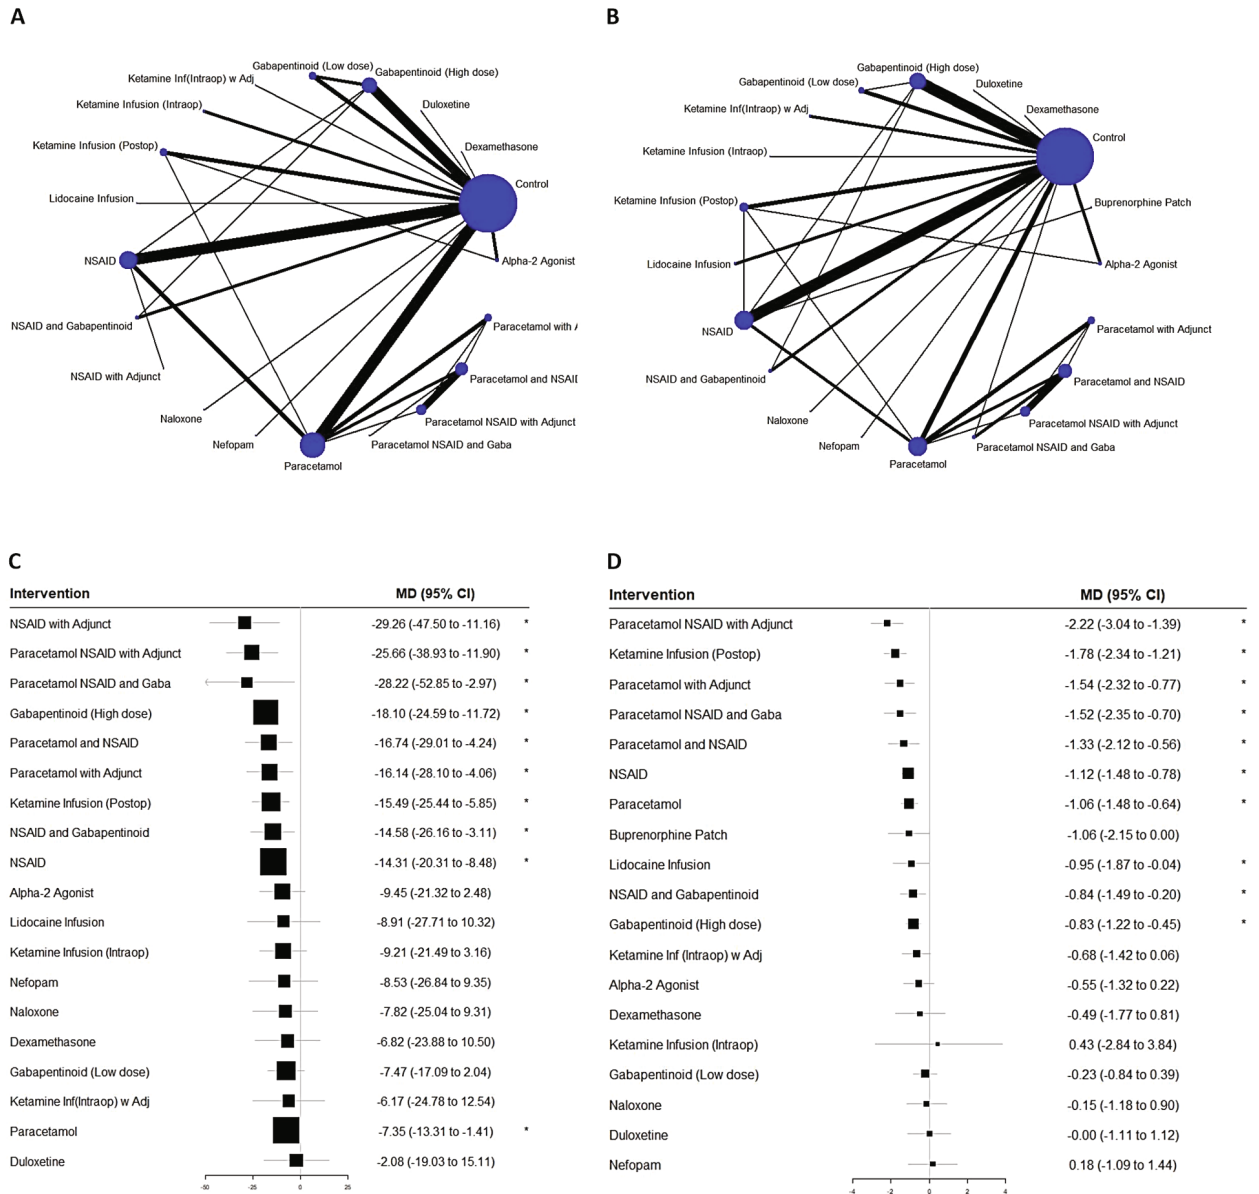 A
Gabapentinoid (Low dose)
Gabapentinoid (High dose)
Ketamine Inf(Intraop) w Adj
Duloxetine
Ketamine Infusion (Intraop)
Dexamethasone
Ketamine Infusion (Postop)
Control
Lidocaine Infusion
NSAID
Alpha-2 Agonist
NSAID and Gabapentinoid
Paracetamol with A
NSAID with Adjunct
Paracetamol and NSAID
Naloxone
Paracetamol NSAID with Adjunct
Nefopam
Paracetamol NSAID and Gaba
Paracetamol
B
Gabapentinoid (High dose)
Gabapentinoid (Low dose)
Duloxetine
Ketamine Inf(Intraop) w Adj
Dexamethasone
Control
Ketamine Infusion (Intraop)
Ketamine Infusion (Postop)
Buprenorphine Patch
Lidocaine Infusion
Alpha-2 Agonist
NSAID
Paracetamol with Adjunct
NSAID and Gabapentinoid
Paracetamol and NSAID
Naloxone
Paracetamol NSAID with Adjunct
Nefopam
Paracetamol NSAID and Gaba
Paracetamol
C
Intervention MD (95% CI)
NSAID with Adjunct -29.26 (-47.50 to -11.16) *
Paracetamol NSAID with Adjunct -25.66 (-38.93 to -11.90) *
Paracetamol NSAID and Gaba -28.22 (-52.85 to -2.97) *
Gabapentinoid (High dose) -18.10 (-24.59 to -11.72) *
Paracetamol and NSAID -16.74 (-29.01 to -4.24) *
Paracetamol with Adjunct -16.14 (-28.10 to -4.06) *
Ketamine Infusion (Postop) -15.49 (-25.44 to -5.85) *
NSAID and Gabapentinoid -14.58 (-26.16 to -3.11) *
NSAID -14.31 (-20.31 to -8.48) *
Alpha-2 Agonist -9.45 (-21.32 to 2.48)
Lidocaine Infusion -8.91 (-27.71 to 10.32)
Ketamine Infusion (Intraop) -9.21 (-21.49 to 3.16)
Nefopam -8.53 (-26.84 to 9.35)
Naloxone -7.82 (-25.04 to 9.31)
Dexamethasone -6.82 (-23.88 to 10.50)
Gabapentinoid (Low dose) -7.47 (-17.09 to 2.04)
Ketamine Inf(Intraop) w Adj -6.17 (-24.78 to 12.54)
Paracetamol -7.35 (-13.31 to -1.41) *
Duloxetine -2.08 (-19.03 to 15.11)
-50 -25 0 25
D
Intervention MD (95% CI)
Paracetamol NSAID with Adjunct -2.22 (-3.04 to -1.39) *
Ketamine Infusion (Postop) -1.78 (-2.34 to -1.21) *
Paracetamol with Adjunct -1.54 (-2.32 to -0.77) *
Paracetamol NSAID and Gaba -1.52 (-2.35 to -0.70) *
Paracetamol and NSAID -1.33 (-2.12 to -0.56) *
NSAID -1.12 (-1.48 to -0.78) *
Paracetamol -1.06 (-1.48 to -0.64) *
Buprenorphine Patch -1.06 (-2.15 to 0.00)
Lidocaine Infusion -0.95 (-1.87 to -0.04) *
NSAID and Gabapentinoid -0.84 (-1.49 to -0.20) *
Gabapentinoid (High dose) -0.83 (-1.22 to -0.45) *
Ketamine Inf (Intraop) w Adj -0.68 (-1.42 to 0.06)
Alpha-2 Agonist -0.55 (-1.32 to 0.22)
Dexamethasone -0.49 (-1.77 to 0.81)
Ketamine Infusion (Intraop) 0.43 (-2.84 to 3.84)
Gabapentinoid (Low dose) -0.23 (-0.84 to 0.39)
Naloxone -0.15 (-1.18 to 0.90)
Duloxetine -0.00 (-1.11 to 1.12)
Nefopam 0.18 (-1.09 to 1.44)
-4 -2 0 2 4